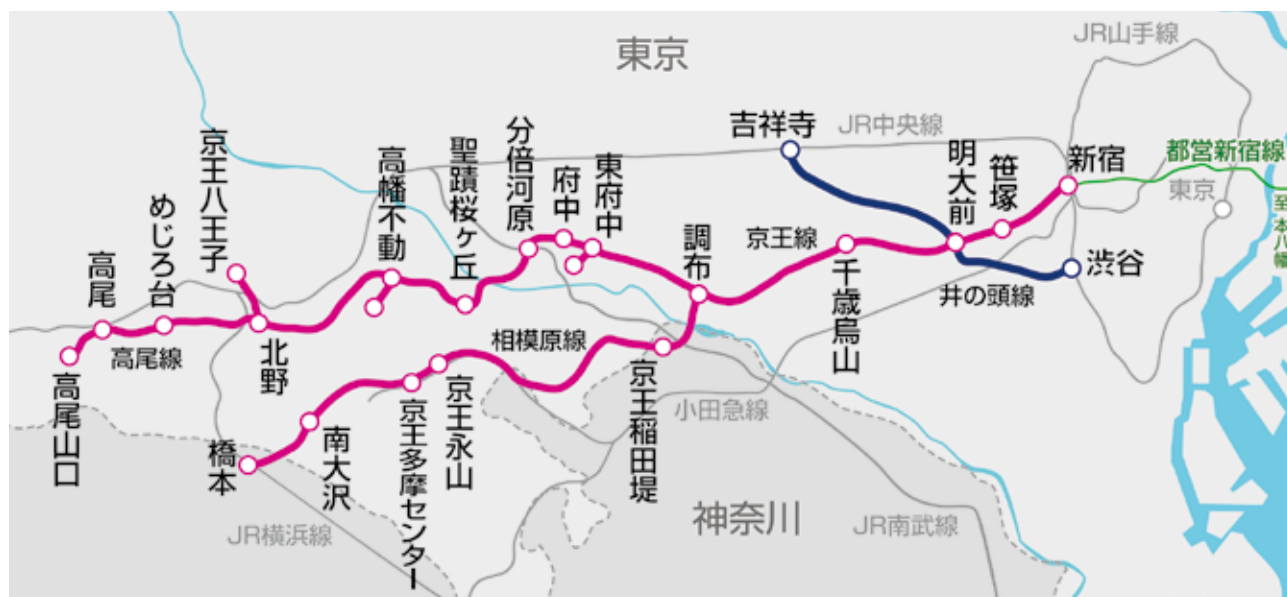 東京
JR山手線
吉祥寺
JR中央線
明大前
笹塚
新宿
都営新宿線
東京
至本八幡
京王八王子
高幡不動
聖蹟桜ヶ丘
分倍河原
府中
東府中
調布
京王線
千歳烏山
井の頭線
渋谷
高尾
めじろ台
高尾線
北野
高尾山口
相模原線
橋本
南大沢
京王多摩センター
京王永山
京王稲田堤
小田急線
神奈川
JR横浜線
JR南武線